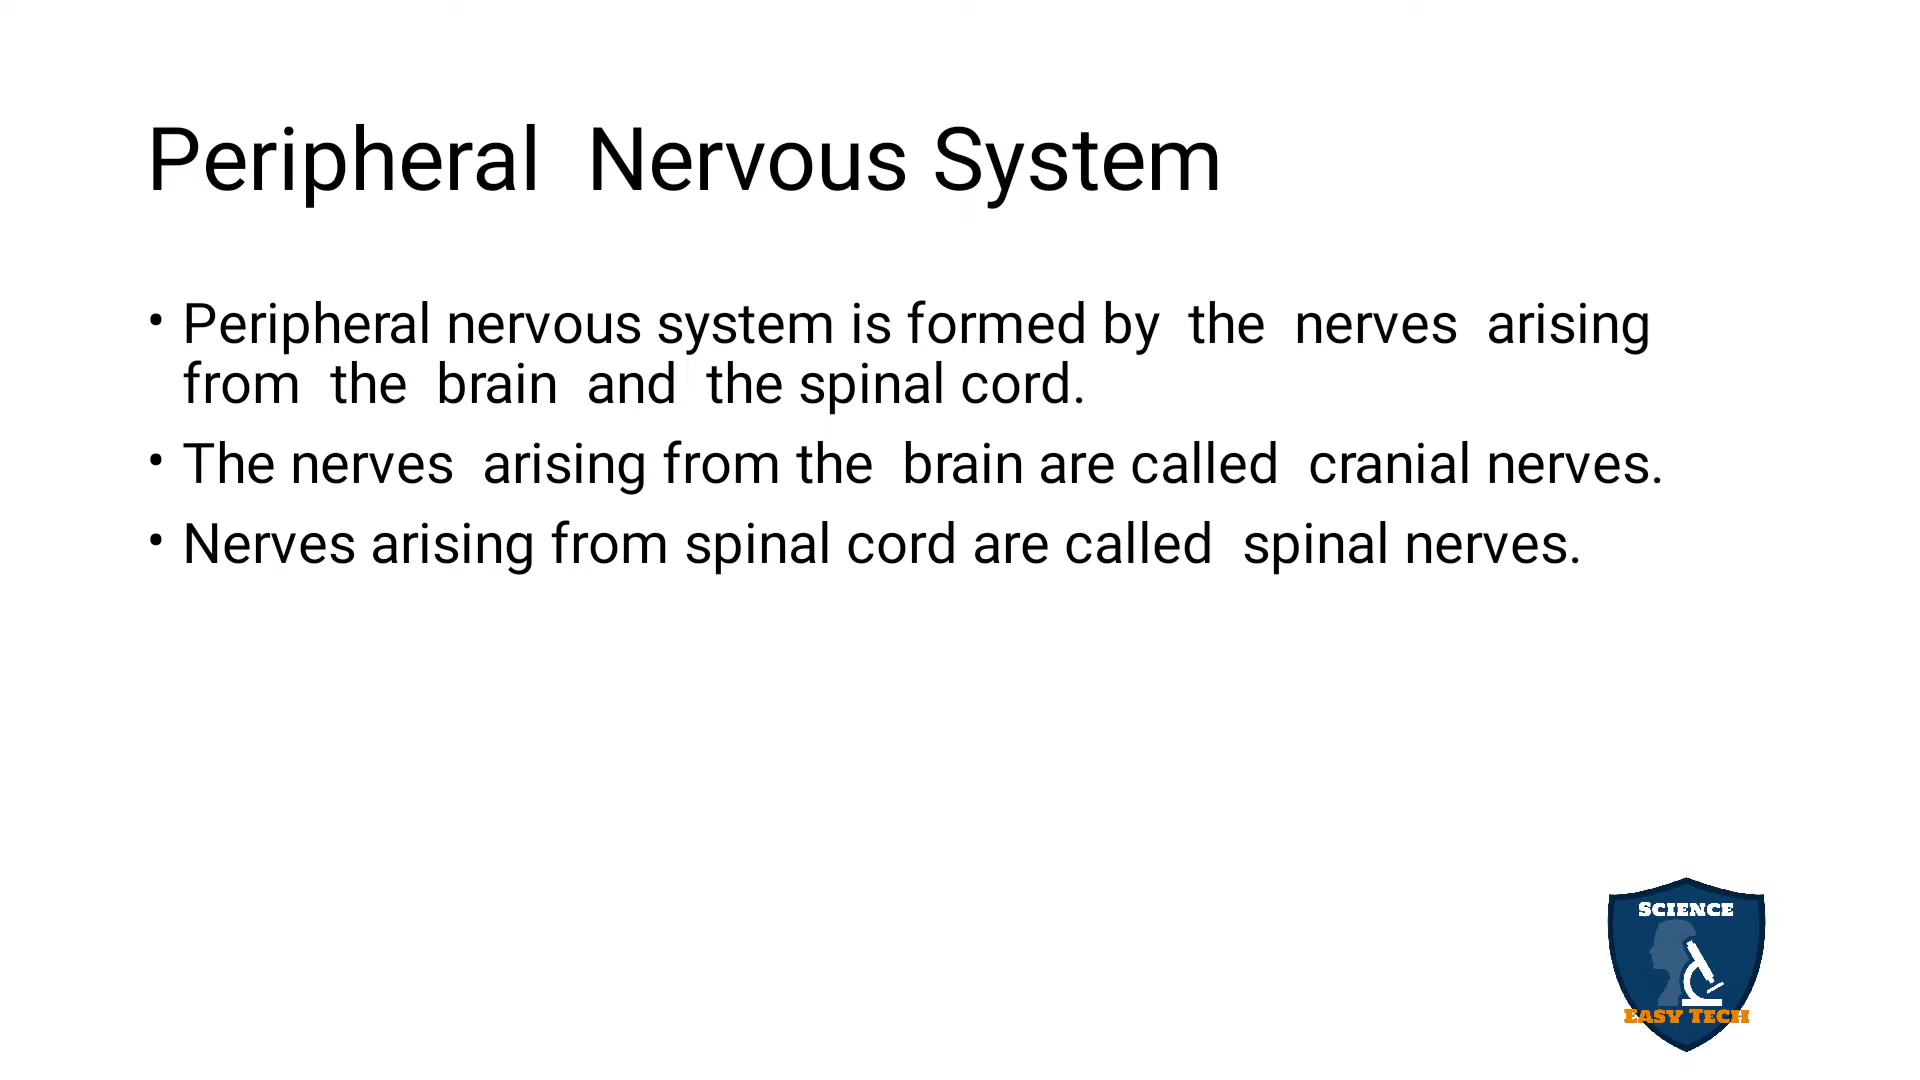 Peripheral  Nervous System
• Peripheral nervous system is formed by  the  nerves  arising
from  the  brain  and  the spinal cord.
• The nerves  arising from the  brain are called  cranial nerves.
• Nerves arising from spinal cord are called  spinal nerves.
SCIENCE
EASY TECH